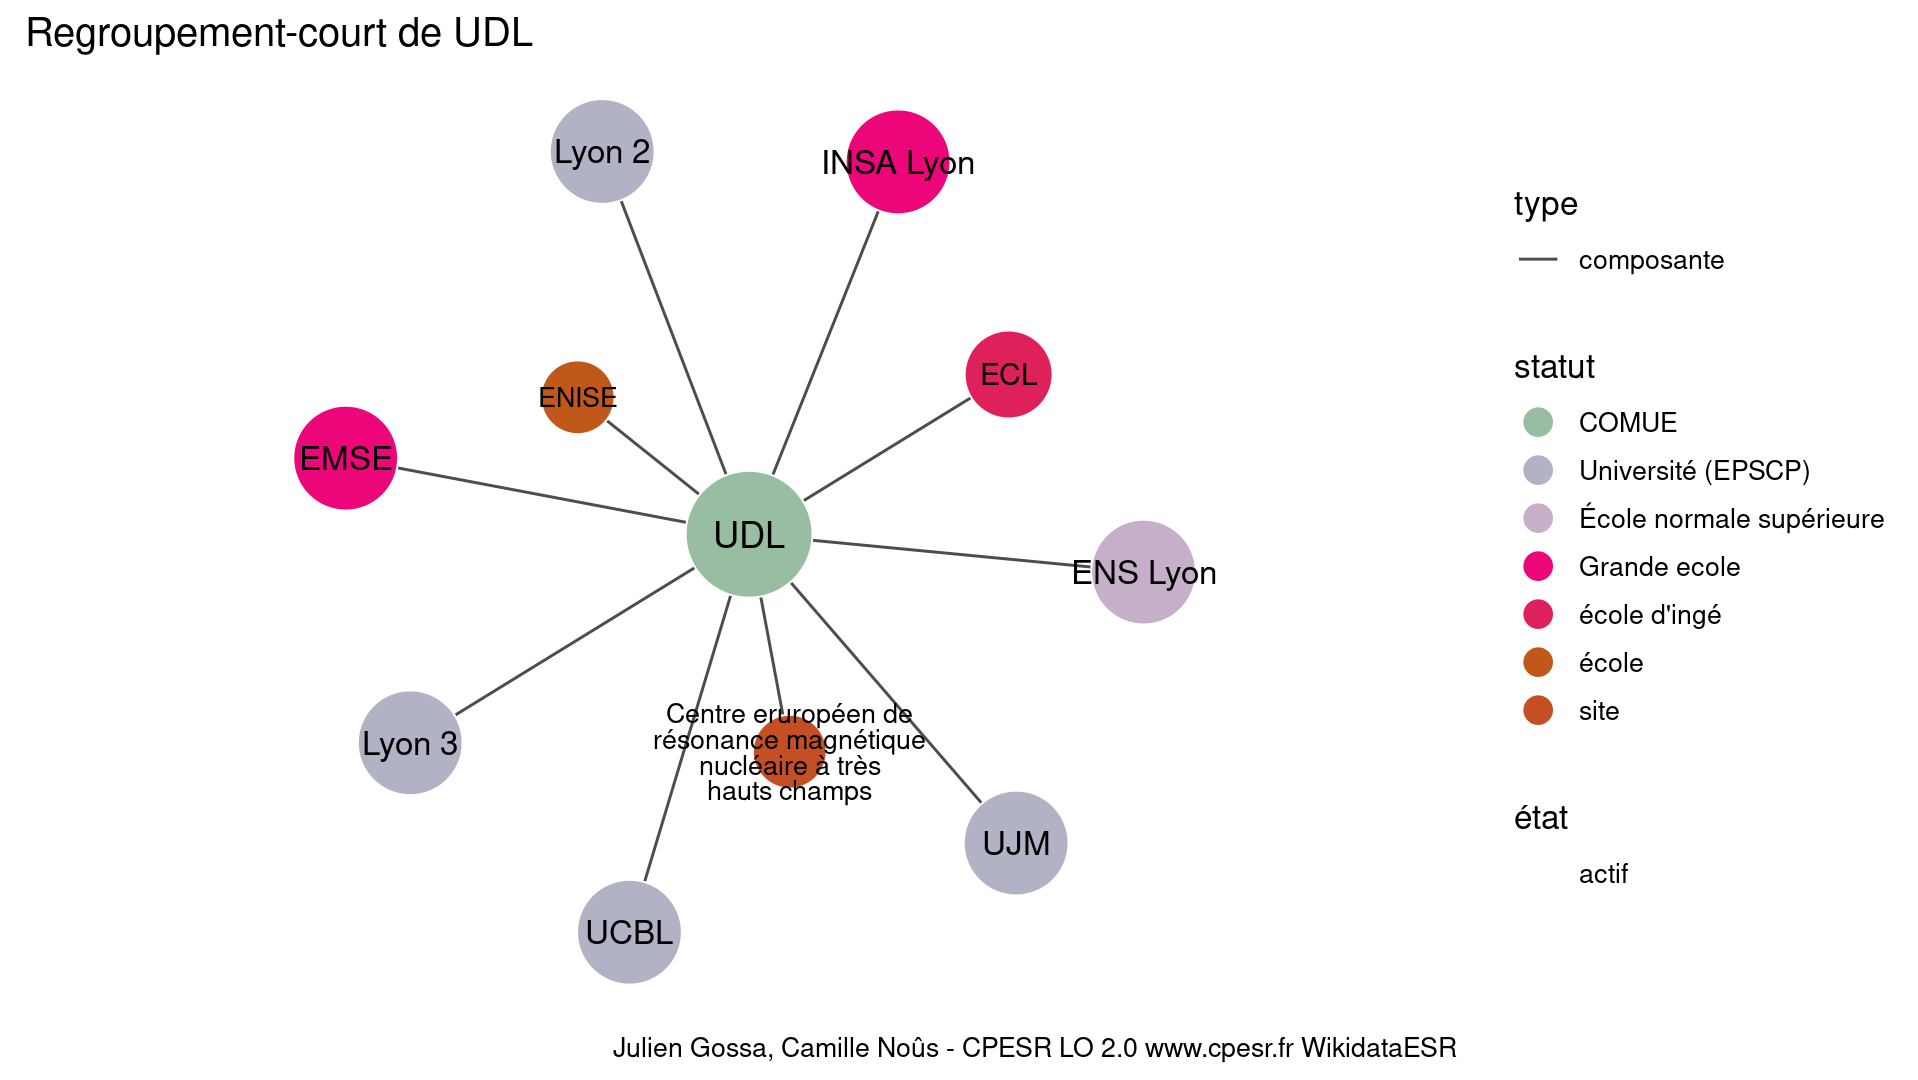 Regroupement-court de UDL
Lyon 2
INSA Lyon
ECL
ENISE
EMSE
UDL
ENS Lyon
Lyon 3
Centre eruropéen de
résonance magnétique
nucléaire à très
hauts champs
UJM
UCBL
type
composante
statut
COMUE
Université (EPSCP)
École normale supérieure
Grande ecole
école d'ingé
école
site
état
actif
Julien Gossa, Camille Noûs - CPESR LO 2.0 www.cpesr.fr WikidataESR